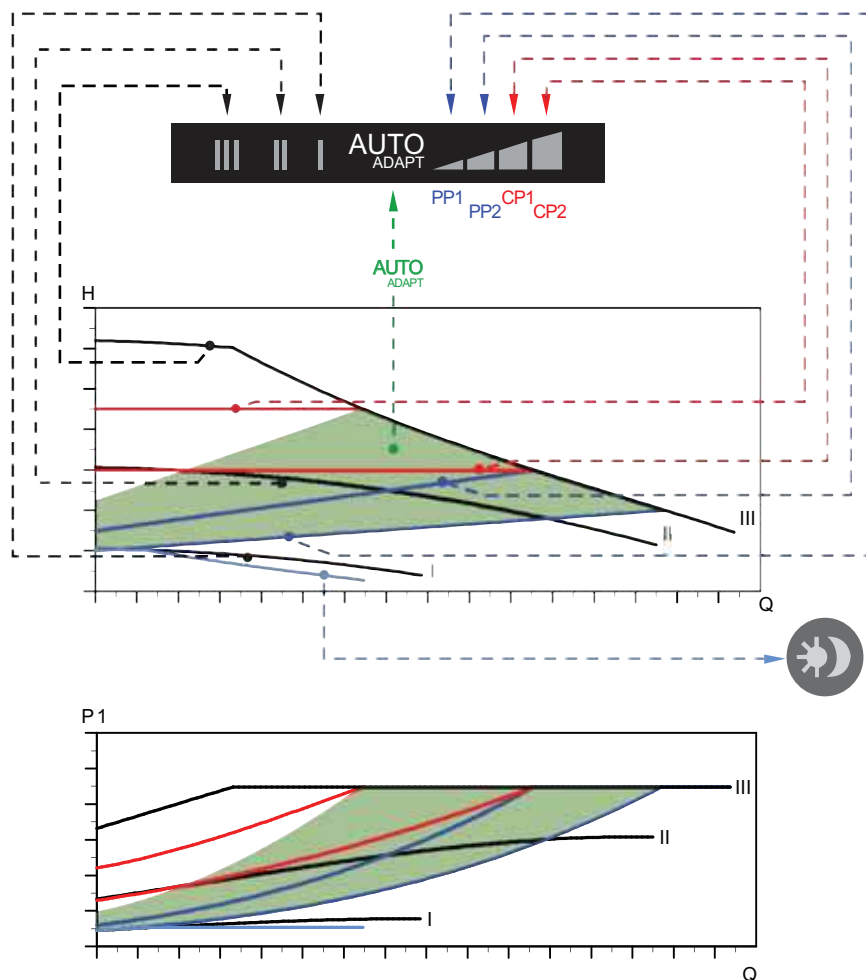 III II I AUTO
ADAPT
PP1 CP1
PP2 CP2
AUTO
ADAPT
H
III
II
I
Q
P1
III
II
I
Q